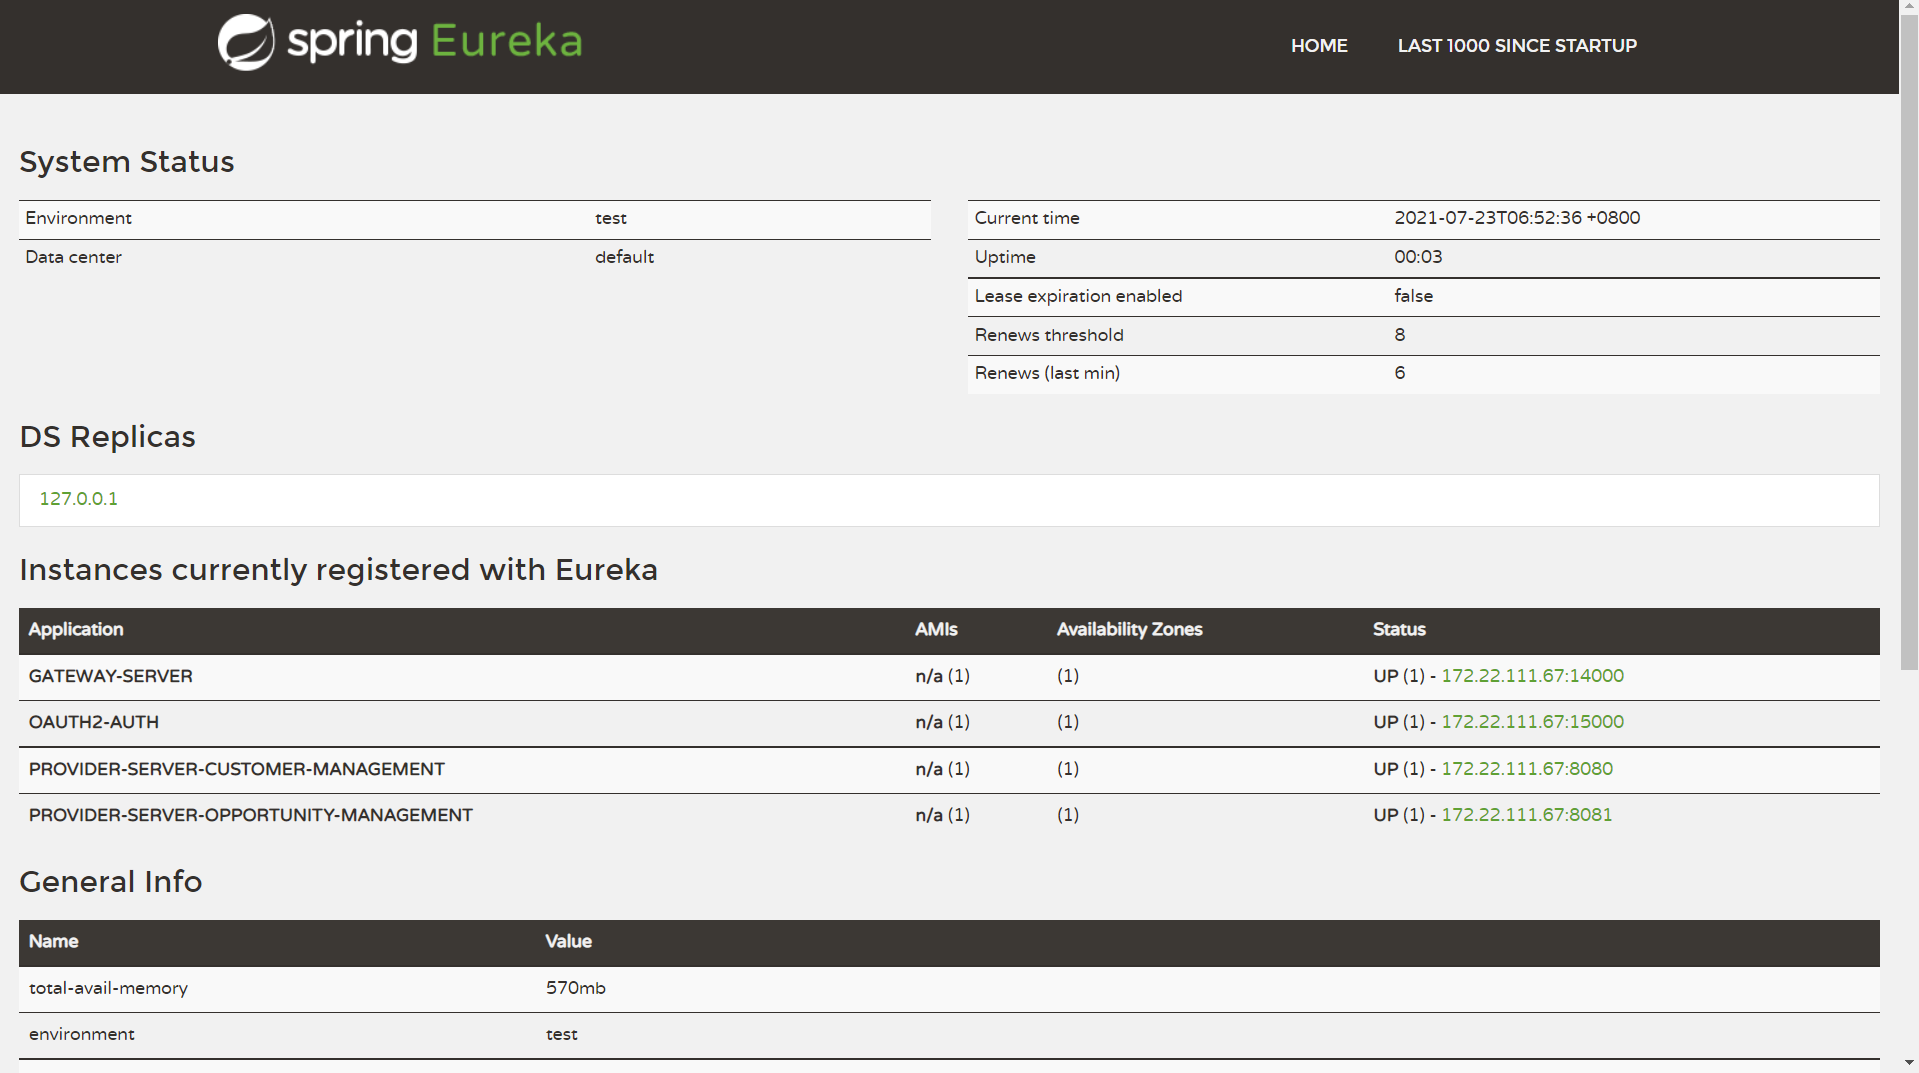 spring Eureka
HOME LAST 1000 SINCE STARTUP
System Status
Environment test
Data center default
Current time 2021-07-23T06:52:36 +0800
Uptime 00:03
Lease expiration enabled false
Renews threshold 8
Renews (last min) 6
DS Replicas
127.0.0.1
Instances currently registered with Eureka
Application AMIs Availability Zones Status
GATEWAY-SERVER n/a (1) (1) UP (1) - 172.22.111.67:14000
OAUTH2-AUTH n/a (1) (1) UP (1) - 172.22.111.67:15000
PROVIDER-SERVER-CUSTOMER-MANAGEMENT n/a (1) (1) UP (1) - 172.22.111.67:8080
PROVIDER-SERVER-OPPORTUNITY-MANAGEMENT n/a (1) (1) UP (1) - 172.22.111.67:8081
General Info
Name Value
total-avail-memory 570mb
environment test